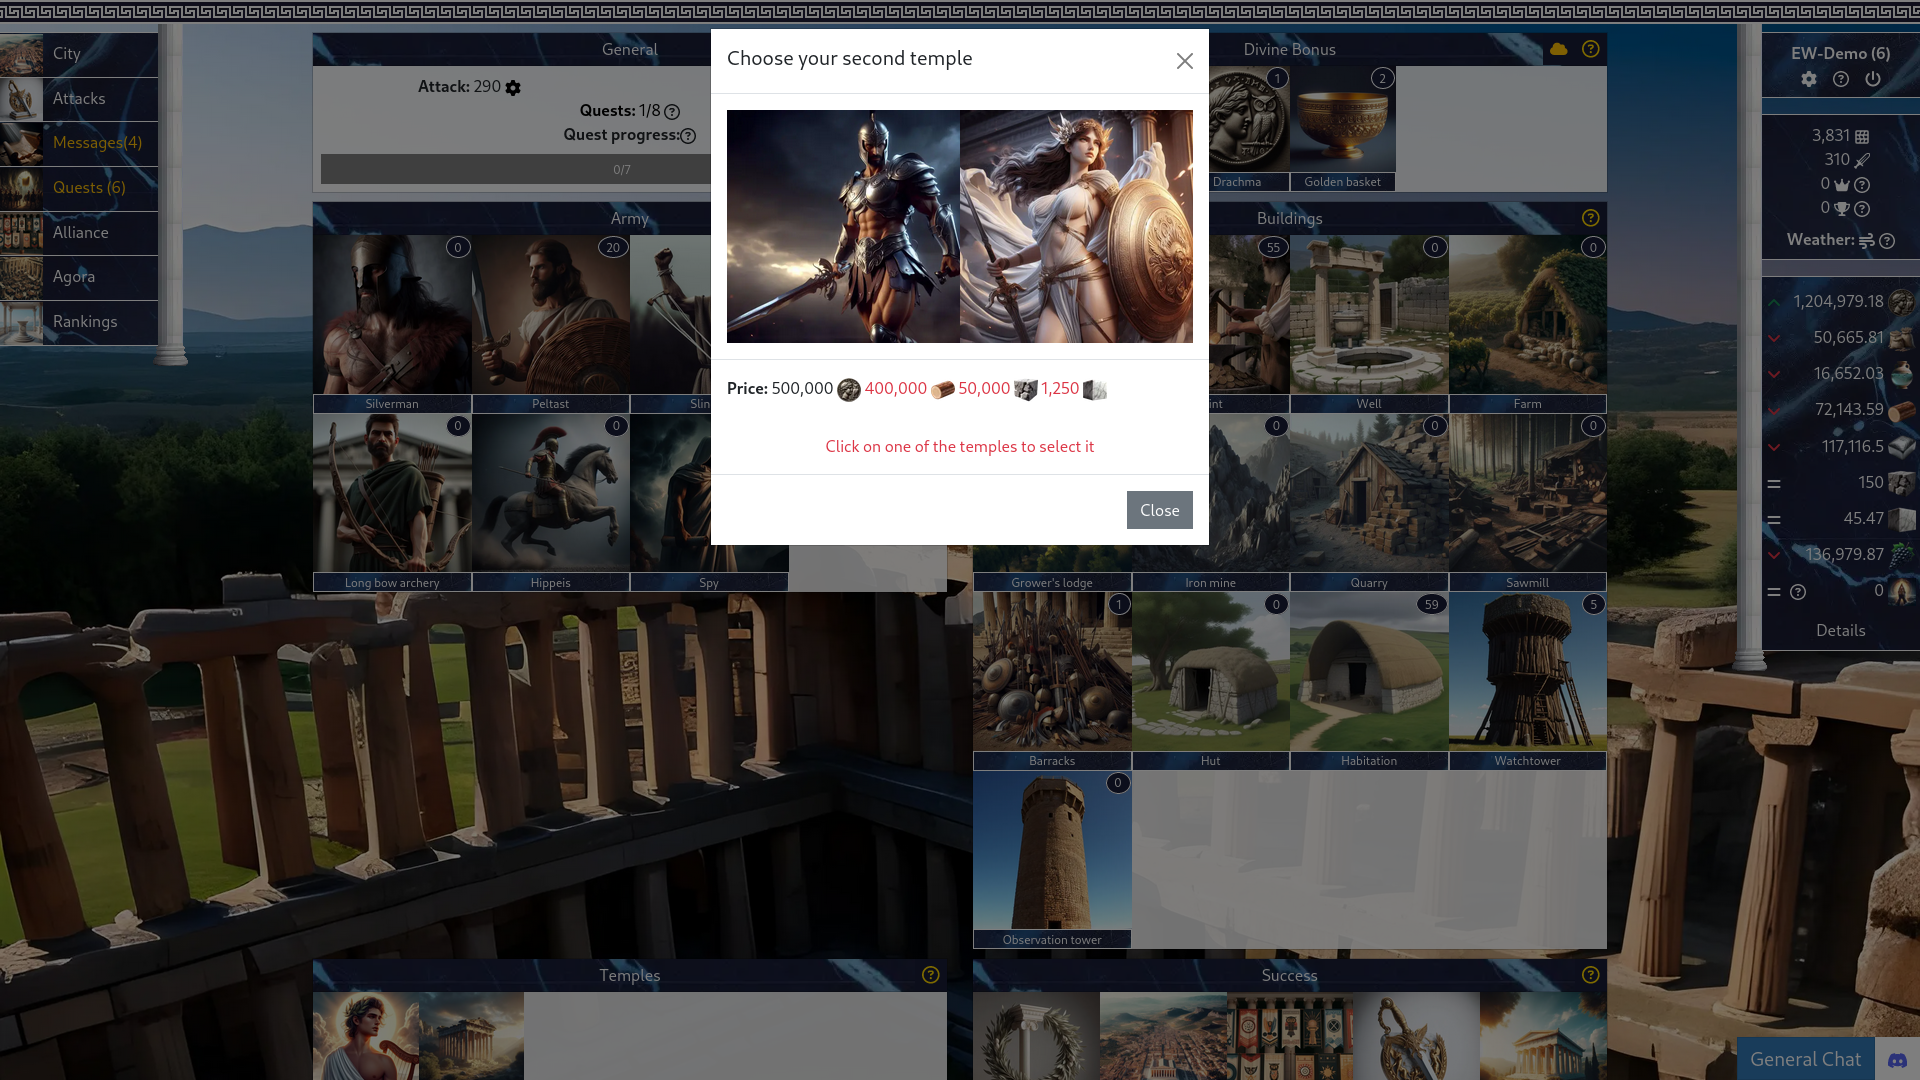 City
Attacks
Messages(4)
Quests (6)
Alliance
Agora
Rankings
General
Attack: 290
Quests: 1/8
Quest progress:
0/7
Army
0
20
Silverman
Peltast
Slin
0
0
Long bow archery
Hippeis
Spy
Choose your second temple
Price: 500,000 400,000 50,000 1,250
Click on one of the temples to select it
Close
Divine Bonus
1
2
Drachma
Golden basket
Buildings
55
0
0
int
Well
Farm
0
0
0
Grower's lodge
Iron mine
Quarry
Sawmill
1
0
59
5
Barracks
Hut
Habitation
Watchtower
0
Observation tower
Temples
Success
EW-Demo (6)
3,831
310
0
0
Weather:
1,204,979.18
50,665.81
16,652.03
72,143.59
117,116.5
150
45.47
136,979.87
0
Details
General Chat